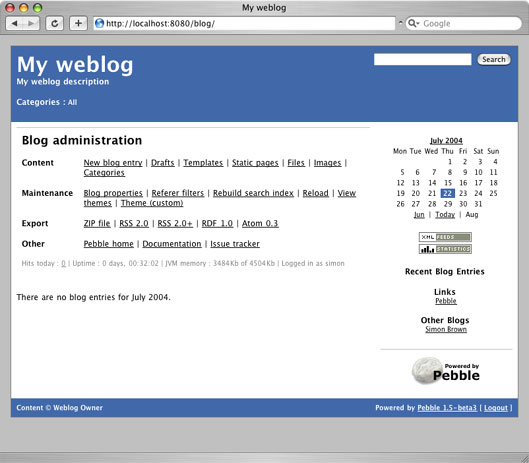 My weblog
http://localhost:8080/blog/
Google
My weblog
My weblog description
Search
Categories : All
Blog administration
Content New blog entry | Drafts | Templates | Static pages | Files | Images |
Categories
Maintenance Blog properties | Referer filters | Rebuild search index | Reload | View
themes | Theme (custom)
Export ZIP file | RSS 2.0 | RSS 2.0+ | RDF 1.0 | Atom 0.3
Other Pebble home | Documentation | Issue tracker
Hits today : 0 | Uptime : 0 days, 00:32:02 | JVM memory : 3484Kb of 4504Kb | Logged in as simon
There are no blog entries for July 2004.
July 2004
Mon Tue Wed Thu Fri Sat Sun
1 2 3 4
5 6 7 8 9 10 11
12 13 14 15 16 17 18
19 20 21 22 23 24 25
26 27 28 29 30 31
Jun | Today | Aug
XML FEEDS
STATISTICS
Recent Blog Entries
Links
Pebble
Other Blogs
Simon Brown
Powered by
Pebble
Content © Weblog Owner
Powered by Pebble 1.5-beta3 [ Logout ]